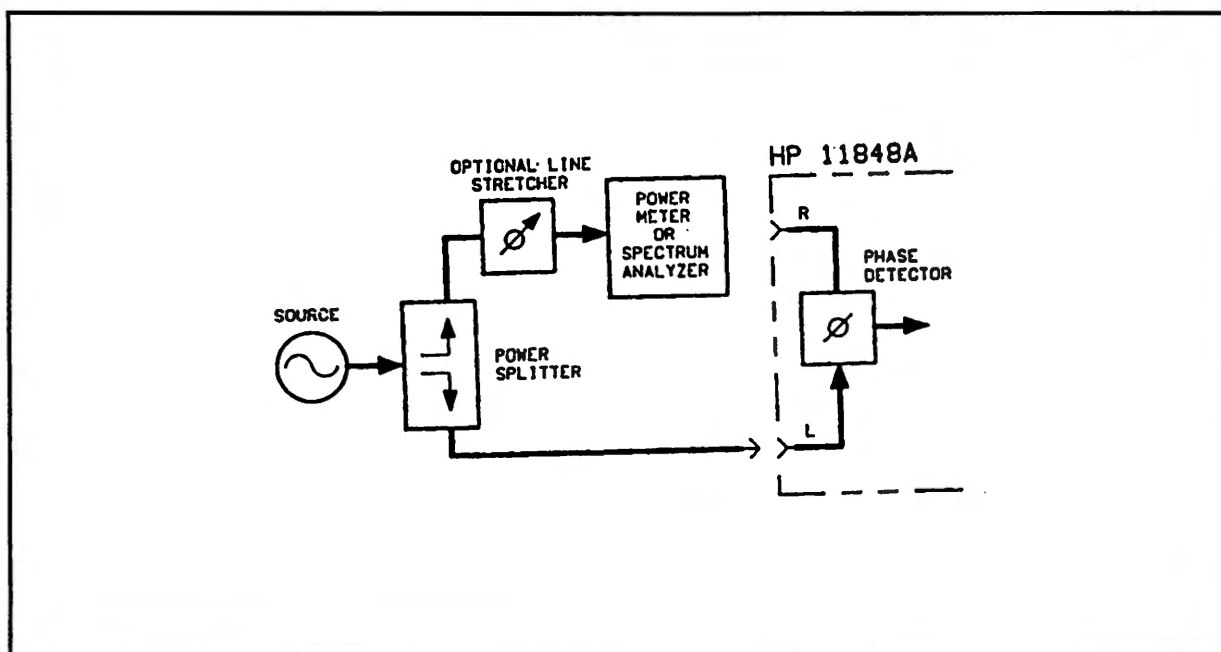 HP 11848A
OPTIONAL LINE
STRETCHER
POWER
METER
OR
SPECTRUM
ANALYZER
R
PHASE
DETECTOR
SOURCE
POWER
SPLITTER
L